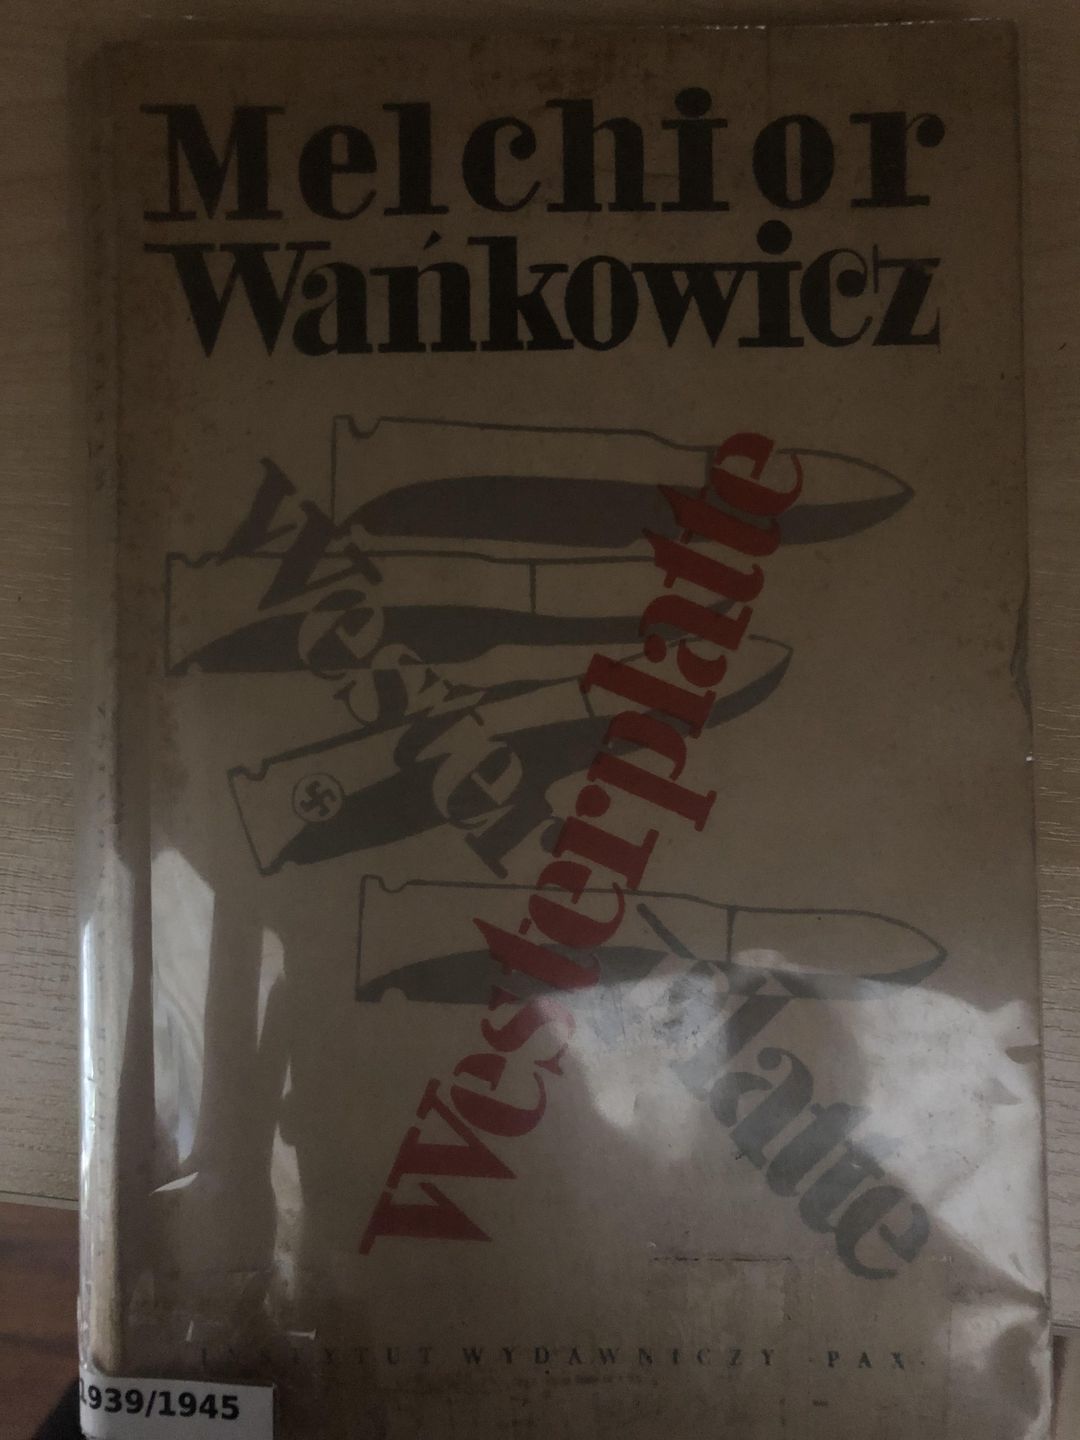 Melchior
Wańkowicz
Westerplatte
Westerplatte
INSTYTUT WYDAWNICZY · PAX ·
1939/1945